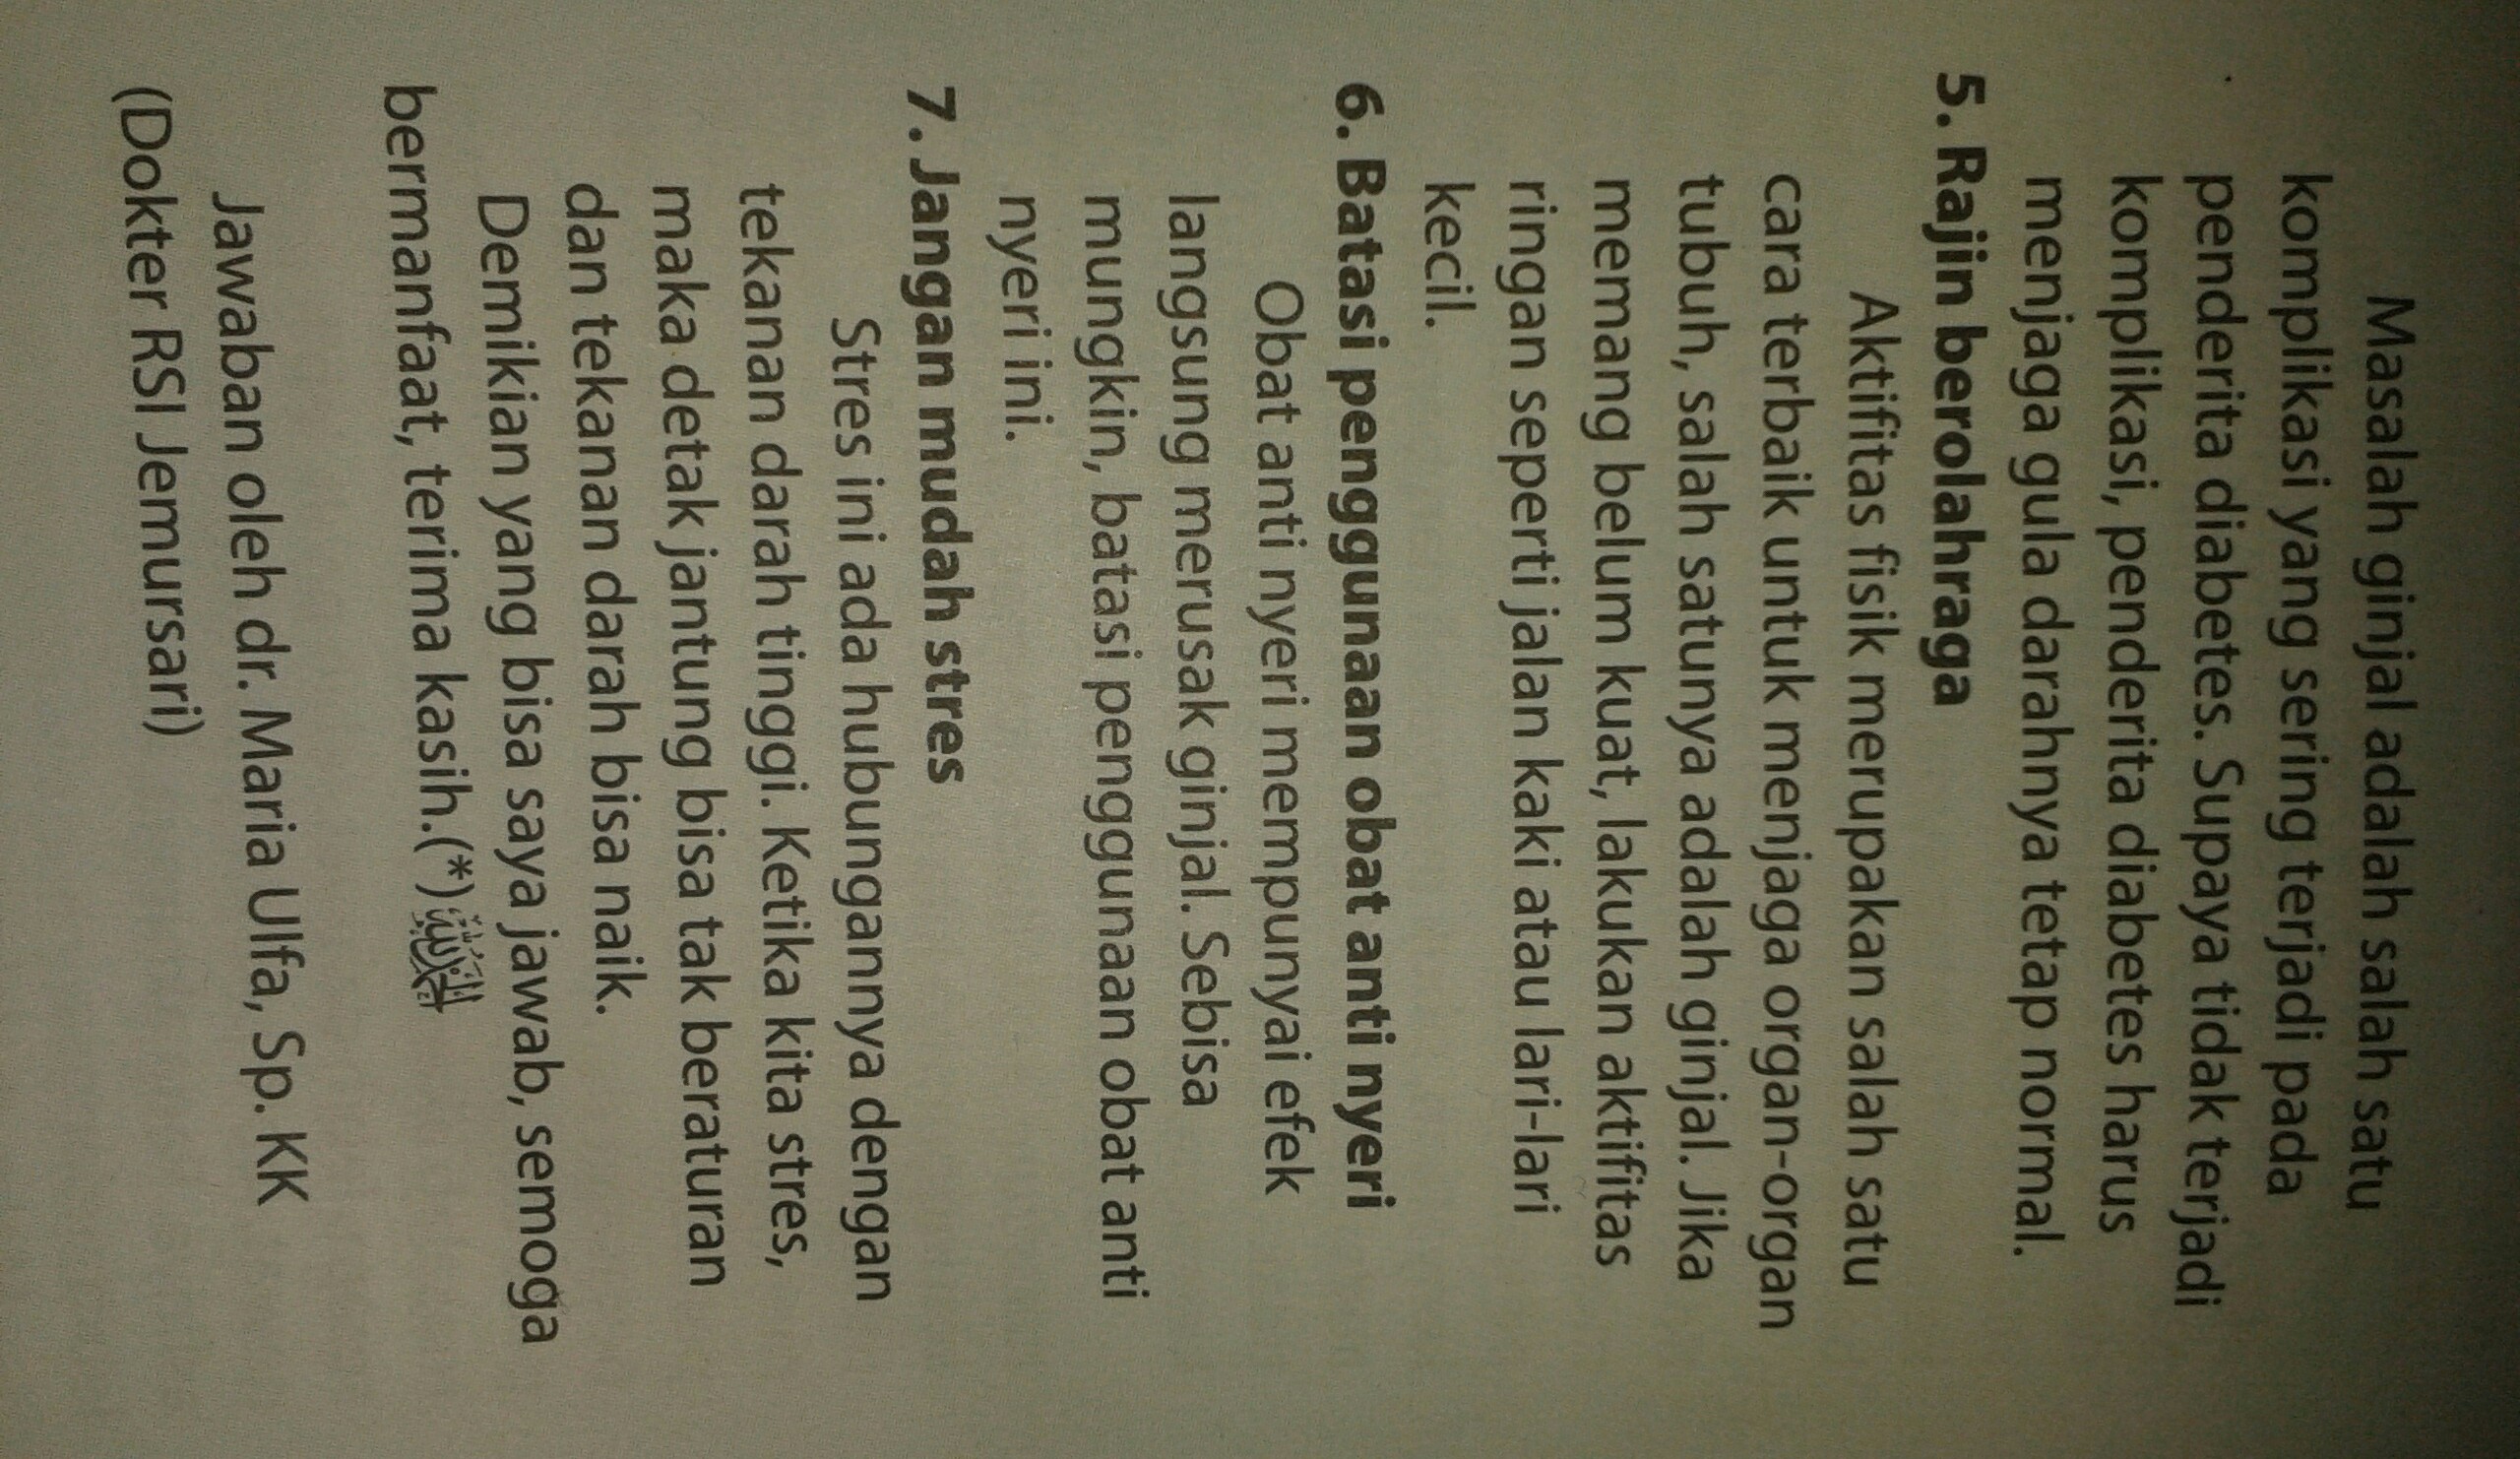 Masalah ginjal adalah salah satu
komplikasi yang sering terjadi pada
penderita diabetes. Supaya tidak terjadi
komplikasi, penderita diabetes harus
menjaga gula darahnya tetap normal.
5. Rajin berolahraga
Aktifitas fisik merupakan salah satu
cara terbaik untuk menjaga organ-organ
tubuh, salah satunya adalah ginjal. Jika
memang belum kuat, lakukan aktifitas
ringan seperti jalan kaki atau lari-lari
kecil.
6. Batasi penggunaan obat anti nyeri
Obat anti nyeri mempunyai efek
langsung merusak ginjal. Sebisa
mungkin, batasi penggunaan obat anti
nyeri ini.
7. Jangan mudah stres
Stres ini ada hubungannya dengan
tekanan darah tinggi. Ketika kita stres,
maka detak jantung bisa tak beraturan
dan tekanan darah bisa naik.
Demikian yang bisa saya jawab, semoga
bermanfaat, terima kasih.(*)
Jawaban oleh dr. Maria Ulfa, Sp. KK
(Dokter RSI Jemursari)